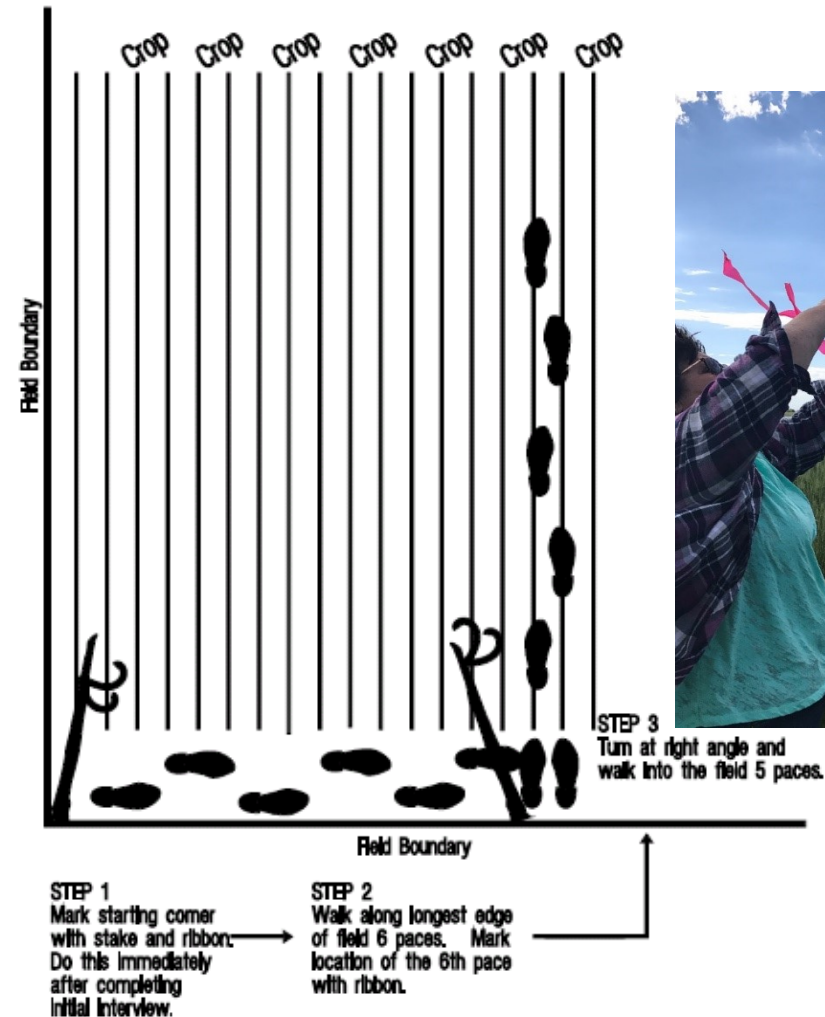 Crop Crop Crop Crop Crop Crop Crop
Field Boundary
STEP 3
Turn at right angle and
walk into the field 5 paces.
Field Boundary
STEP 1
Mark starting corner
with stake and ribbon.
Do this immediately
after completing
initial interview.
STEP 2
Walk along longest edge
of field 6 paces. Mark
location of the 6th pace
with ribbon.